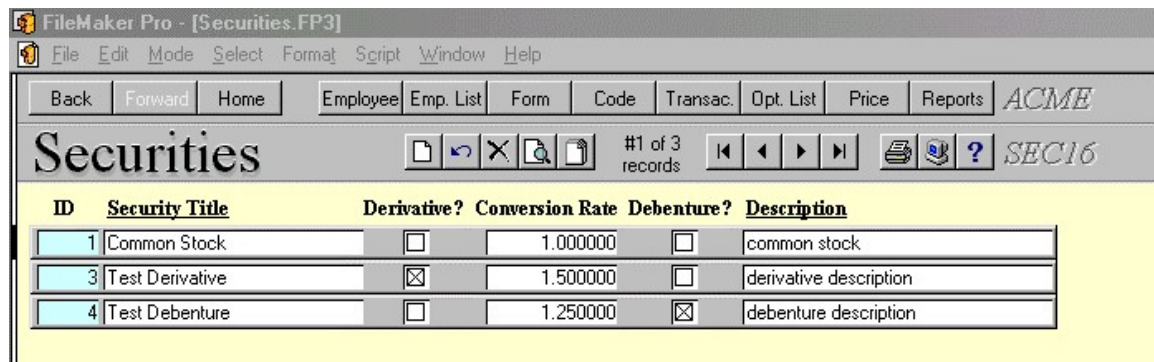 FileMaker Pro - [Securities.FP3]
File Edit Mode Select Format Script Window Help
Back Forward Home Employee Emp. List Form Code Transac. Opt. List Price Reports ACME
Securities #1 of 3 records ? SEC16
ID Security Title Derivative? Conversion Rate Debenture? Description
1 Common Stock 1.000000 common stock
3 Test Derivative 1.500000 derivative description
4 Test Debenture 1.250000 debenture description